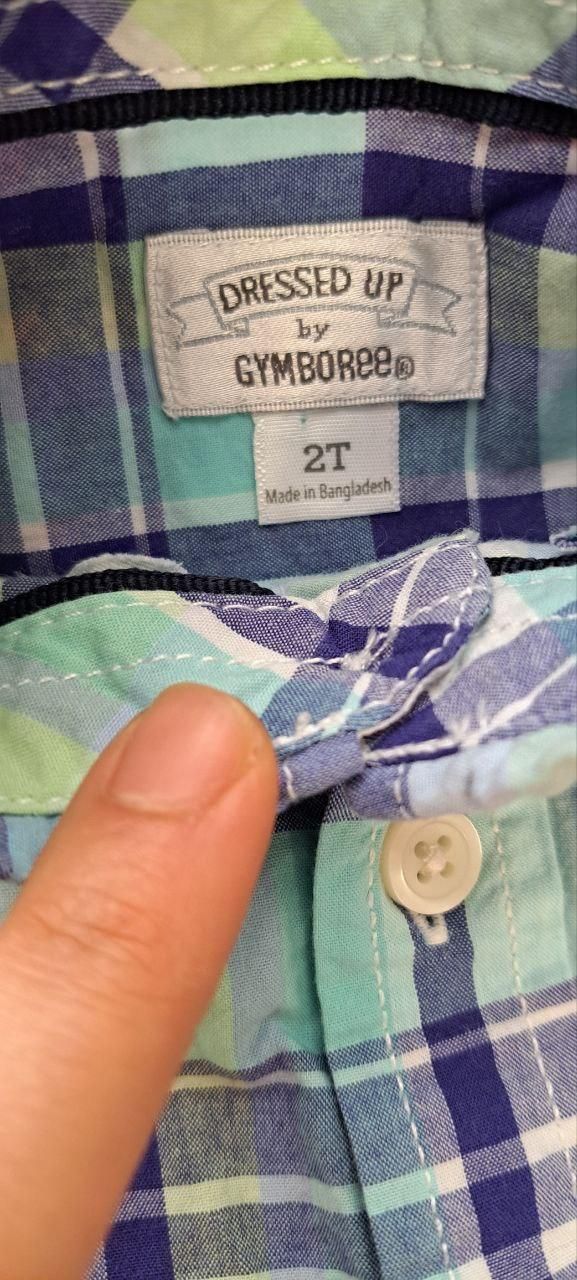 DRESSED UP
by
GYMBOREE®
2T
Made in Bangladesh